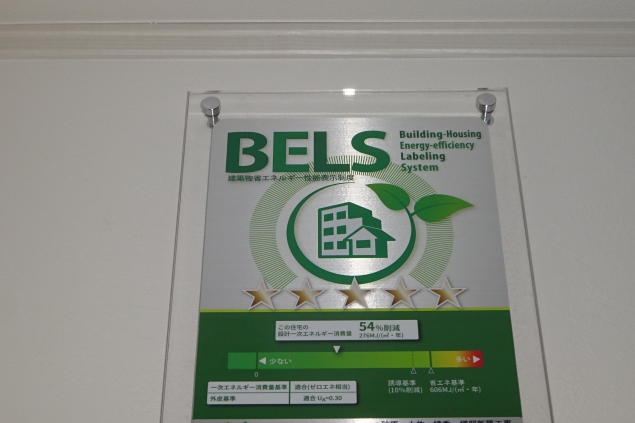 BELS
Building-Housing
Energy-efficiency
Labeling
System
建築物省エネルギー性能表示制度
この住宅の
設計一次エネルギー消費量
54%削減
276MJ/(㎡・年)
少ない
多い
0
誘導基準
(10%削減)
省エネ基準
606MJ/(㎡・年)
一次エネルギー消費量基準 適合(ゼロエネ相当)
外皮基準 適合 UA=0.30